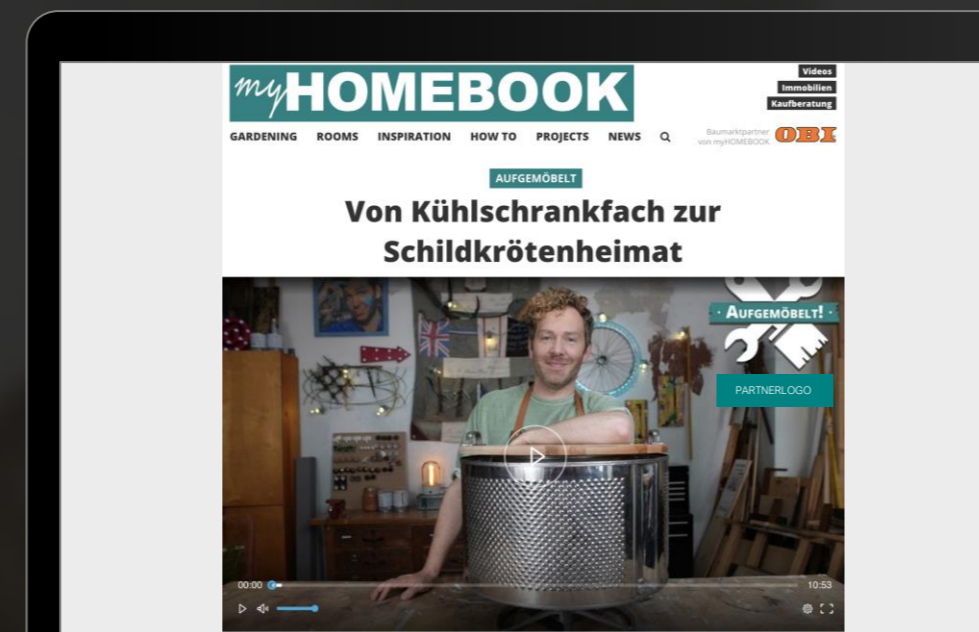 myHOMEBOOK
Videos
Immobilien
Kaufberatung
GARDENING ROOMS INSPIRATION HOW TO PROJECTS NEWS
Baumarktpartner
von myHOMEBOOK
OBI
AUFGEMÖBELT
Von Kühlschrankfach zur
Schildkrötenheimat
· AUFGEMÖBELT! ·
PARTNERLOGO
00:00
10:53